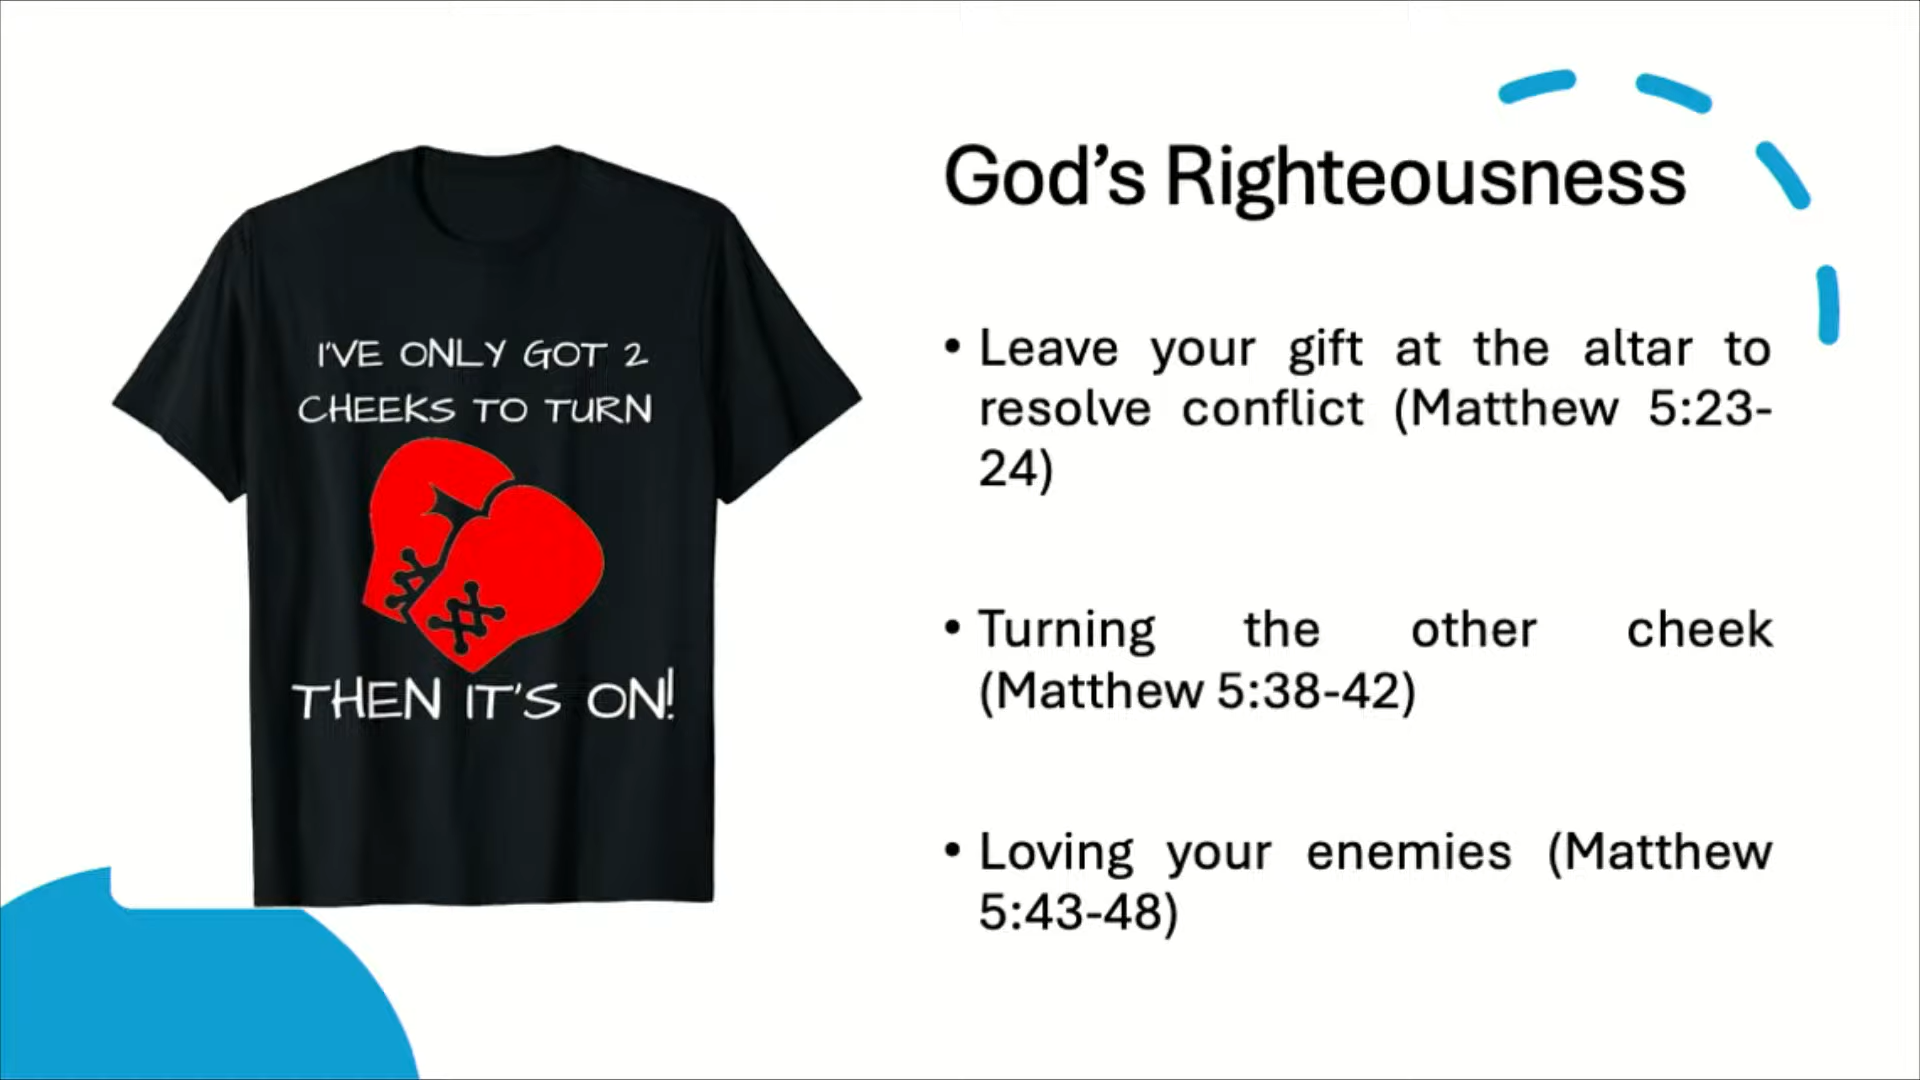 I'VE ONLY GOT 2
CHEEKS TO TURN
THEN IT'S ON!
God’s Righteousness
• Leave your gift at the altar to
resolve conflict (Matthew 5:23-
24)
• Turning the other cheek
(Matthew 5:38-42)
• Loving your enemies (Matthew
5:43-48)